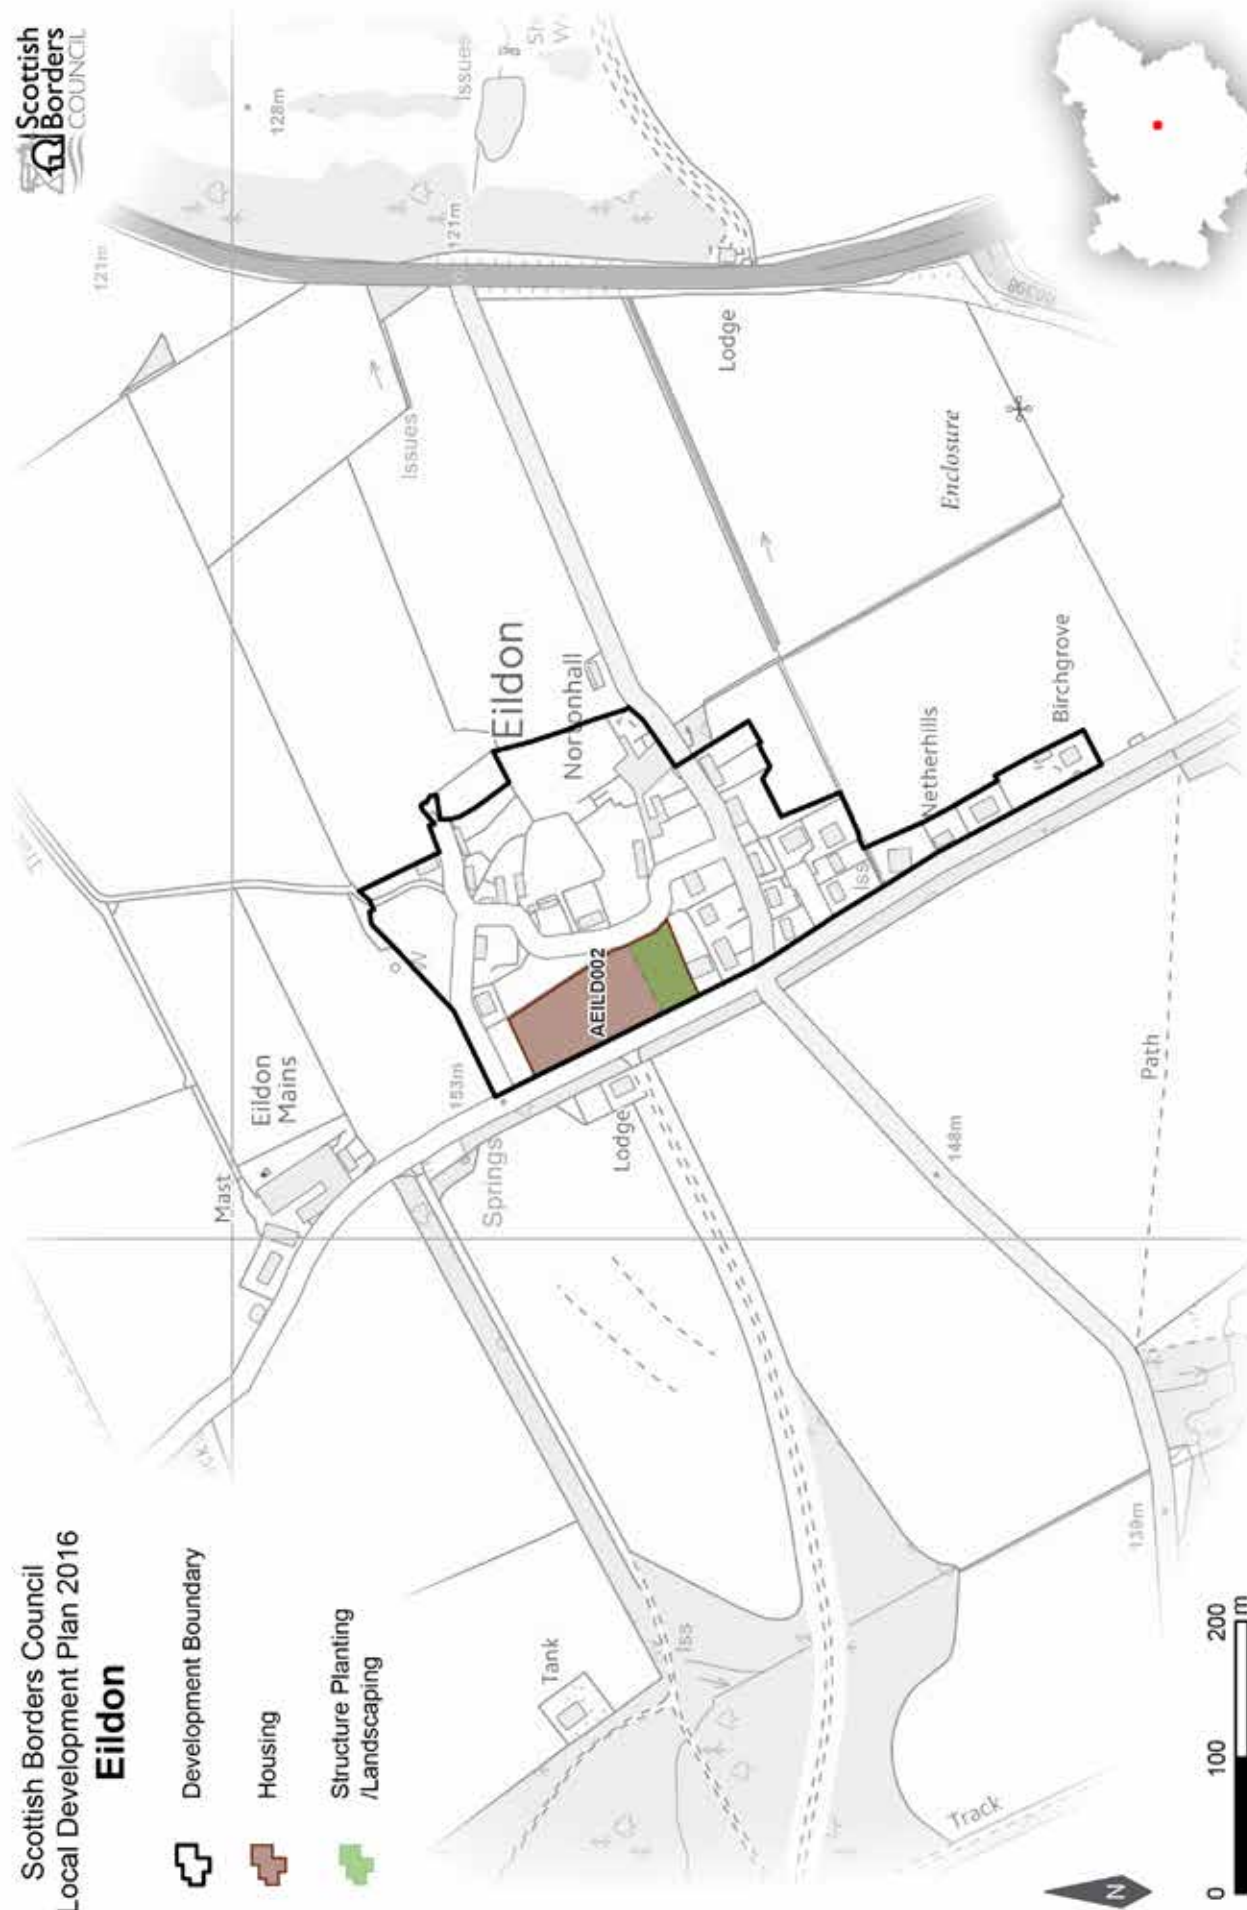 Scottish Borders Council
Local Development Plan 2016
Eildon
Development Boundary
Housing
Structure Planting
/Landscaping
Scottish
Borders
COUNCIL
Mast
Eildon
Mains
121m
128m
Issues
Issues
121m
153m
Springs
Eildon
Lodge
AEILD002
Tank
Iss
Lodge
Iss
Netherhills
Enclosure
Birchgrove
148m
Path
139m
Track
N
0
100
200
m